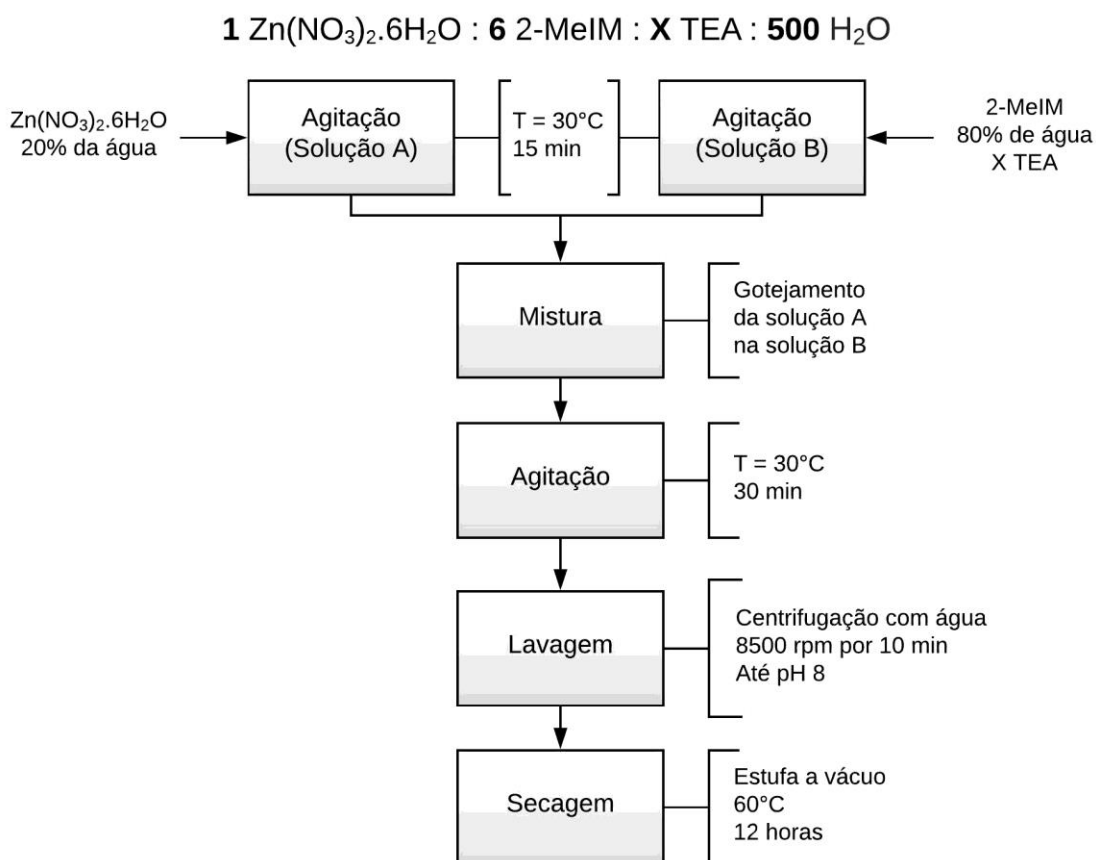 1 Zn(NO₃)₂.6H₂O : 6 2-MeIM : X TEA : 500 H₂O
Zn(NO₃)₂.6H₂O
20% da água
Agitação
(Solução A)
T = 30°C
15 min
Agitação
(Solução B)
2-MeIM
80% de água
X TEA
Mistura
Gotejamento
da solução A
na solução B
Agitação
T = 30°C
30 min
Lavagem
Centrifugação com água
8500 rpm por 10 min
Até pH 8
Secagem
Estufa a vácuo
60°C
12 horas